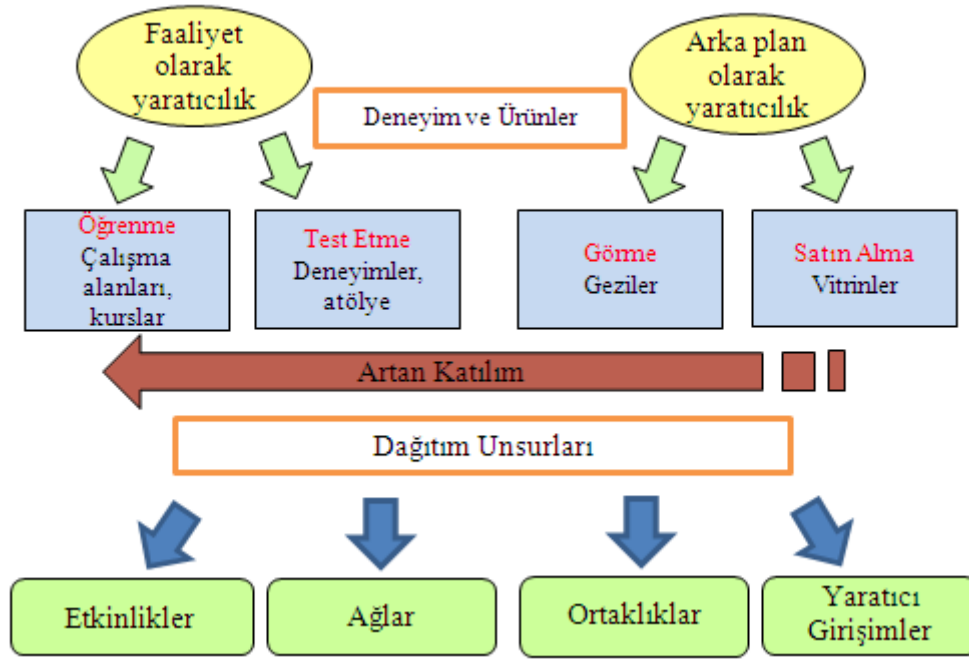 Faaliyet
olarak
yaratıcılık
Arka plan
olarak
yaratıcılık
Deneyim ve Ürünler
Öğrenme
Çalışma
alanları,
kurslar
Test Etme
Deneyimler,
atölye
Görme
Geziler
Satın Alma
Vitrinler
Artan Katılım
Dağıtım Unsurları
Etkinlikler
Ağlar
Ortaklıklar
Yaratıcı
Girişimler